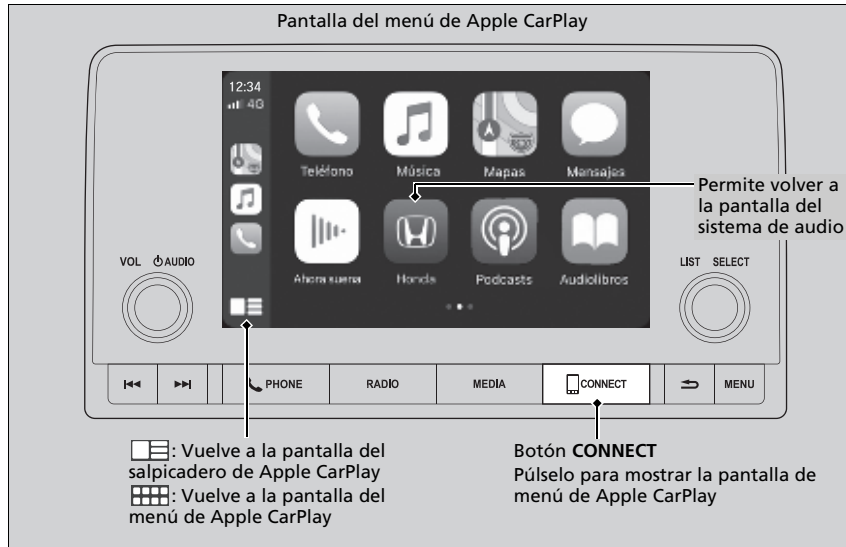 Pantalla del menú de Apple CarPlay
12:34
4G
Teléfono
Música
Mapas
Mensajes
Permite volver a
la pantalla del
sistema de audio
Ahora suena
Honda
Podcasts
Audiolibros
VOL AUDIO
LIST SELECT
PHONE
RADIO
MEDIA
CONNECT
MENU
: Vuelve a la pantalla del
salpicadero de Apple CarPlay
: Vuelve a la pantalla del
menú de Apple CarPlay
Botón CONNECT
Púlselo para mostrar la pantalla de
menú de Apple CarPlay